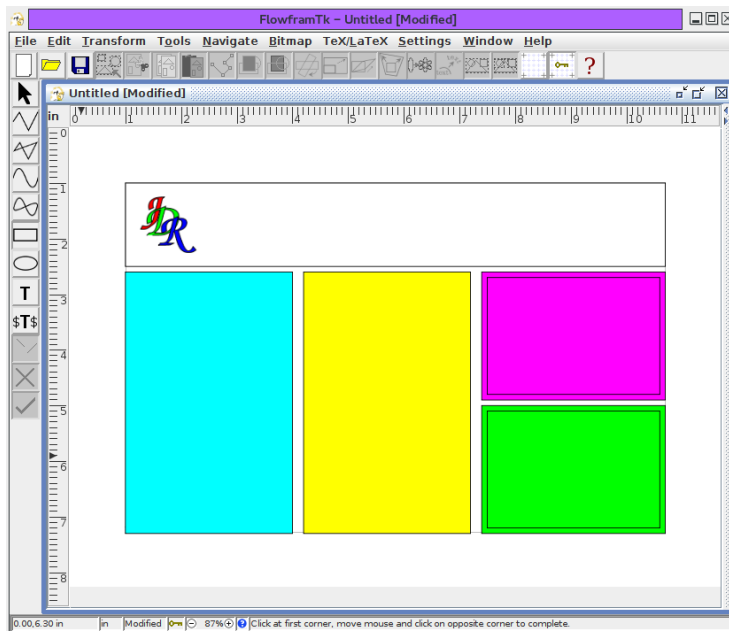 FlowframTk – Untitled [Modified]
File Edit Transform Tools Navigate Bitmap TeX/LaTeX Settings Window Help
?
Untitled [Modified]
in
0 1 2 3 4 5 6 7 8 9 10 11
0
1
JDR
2
T
3
$T$
4
5
6
7
8
0.00,6.30 in in Modified 87% ? Click at first corner, move mouse and click on opposite corner to complete.